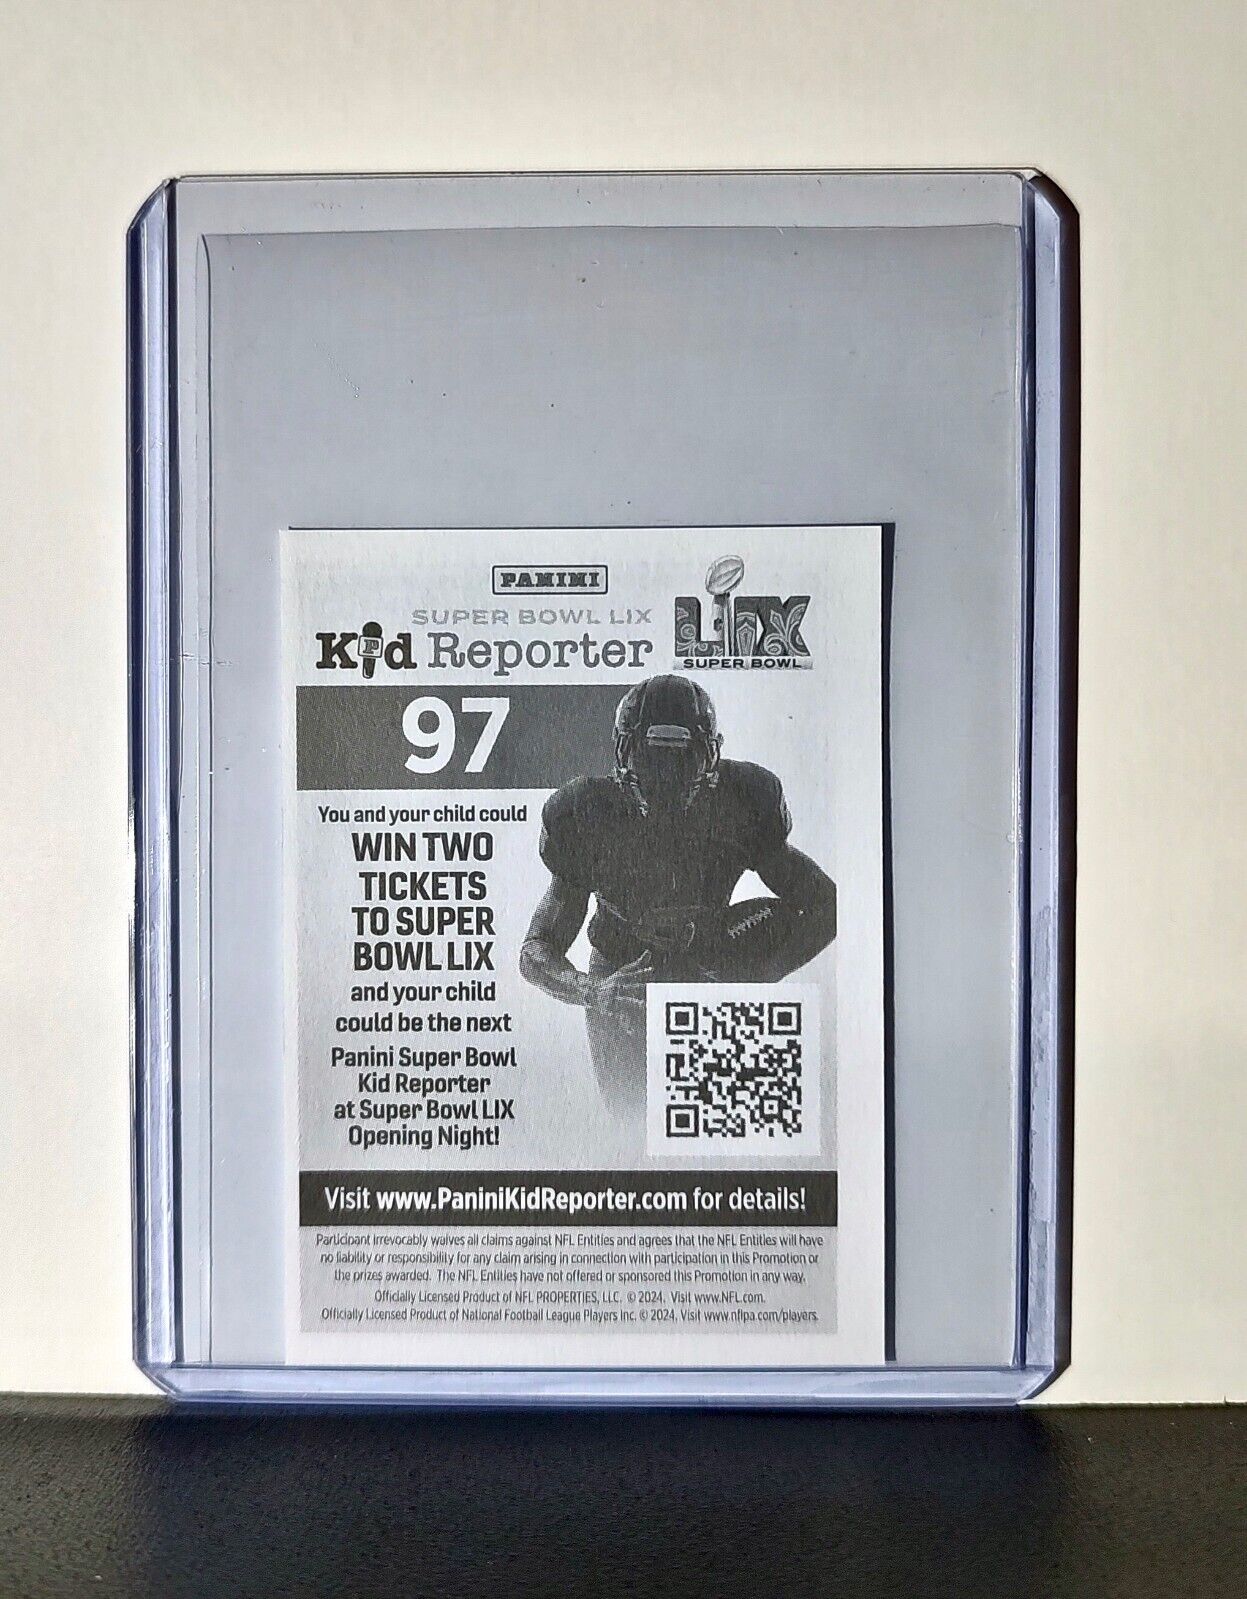 PANINI
SUPER BOWL LIX
Kid Reporter
LIX
SUPER BOWL
97
You and your child could
WIN TWO
TICKETS
TO SUPER
BOWL LIX
and your child
could be the next
Panini Super Bowl
Kid Reporter
at Super Bowl LIX
Opening Night!
Visit www.PaniniKidReporter.com for details!
Participant irrevocably waives all claims against NFL Entities and agrees that the NFL Entities will have
no liability or responsibility for any claim arising in connection with participation in this Promotion or
the prizes awarded. The NFL Entities have not offered or sponsored this Promotion in any way.
Officially Licensed Product of NFL PROPERTIES, LLC. © 2024. Visit www.NFL.com.
Officially Licensed Product of National Football League Players Inc. © 2024. Visit www.nflpa.com/players.